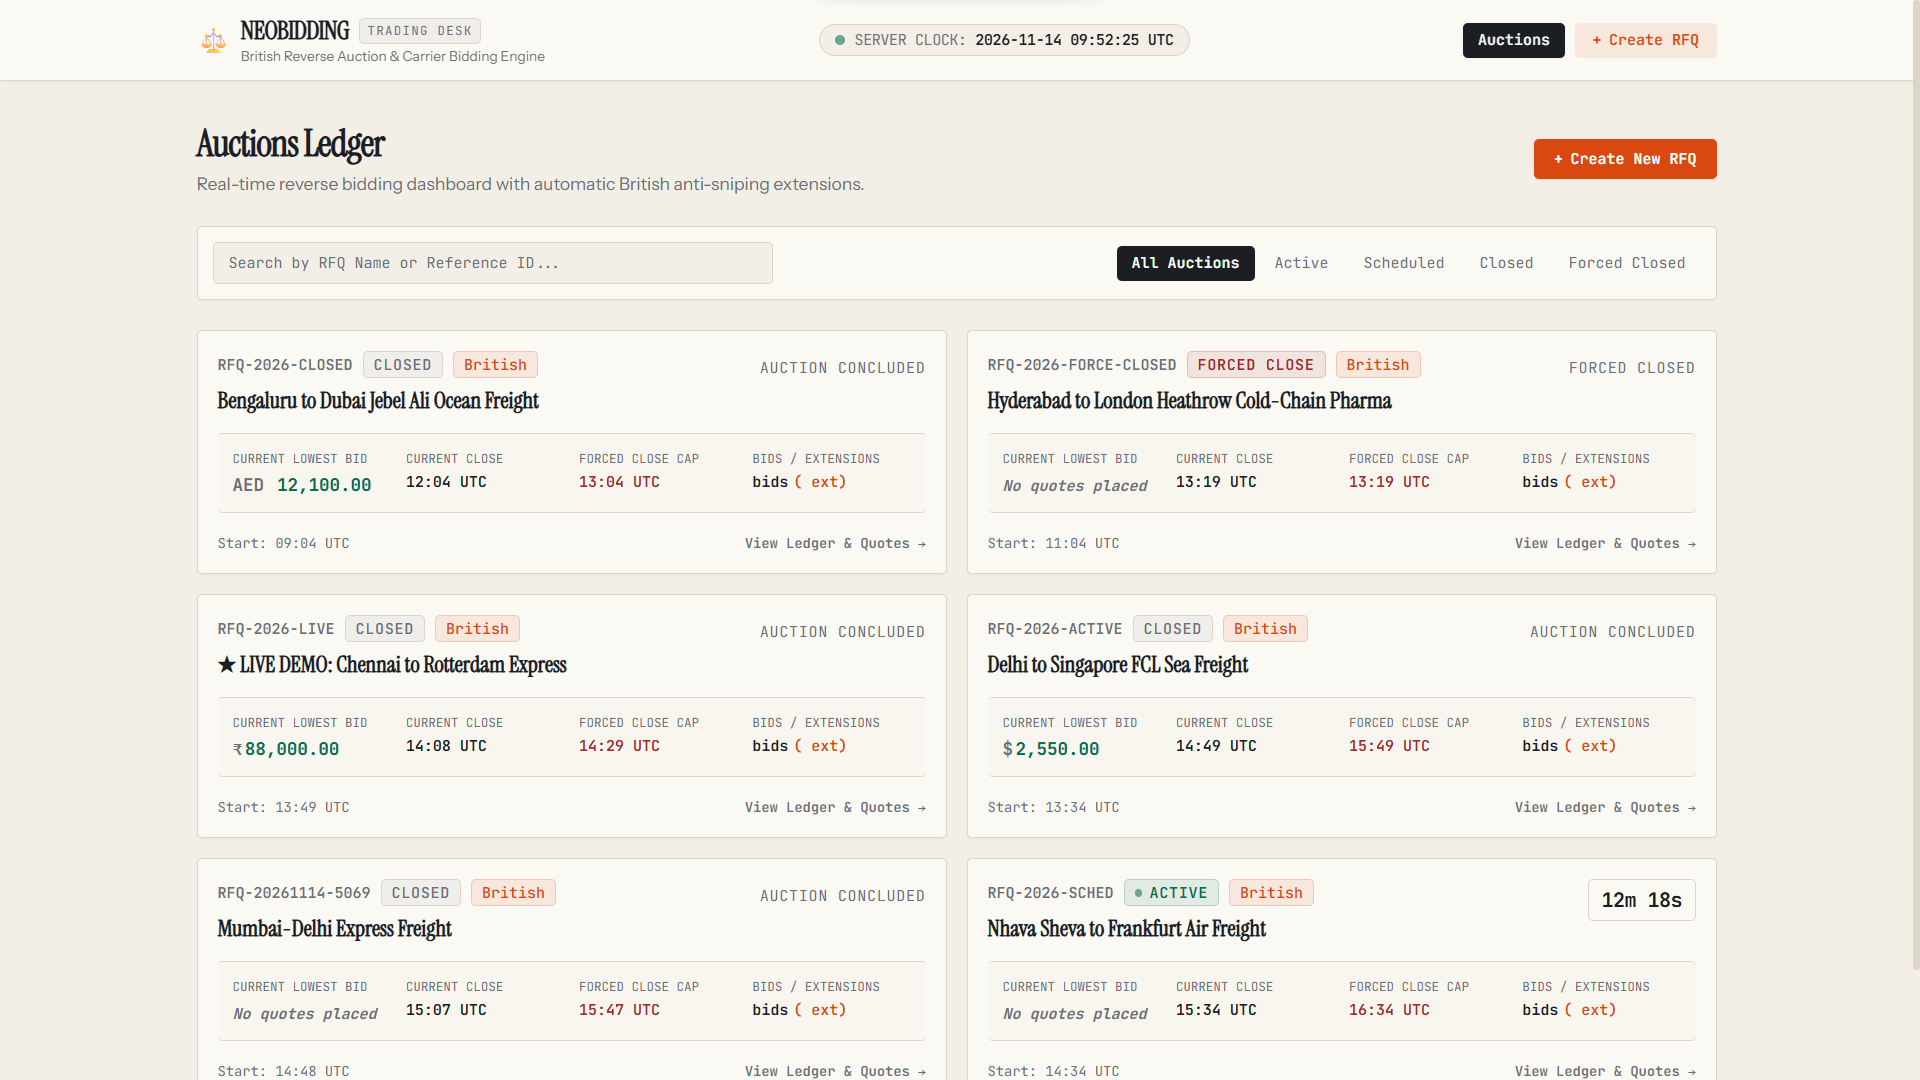 NEOBIDDING TRADING DESK
British Reverse Auction & Carrier Bidding Engine
SERVER CLOCK: 2026-11-14 09:52:25 UTC
Auctions
+ Create RFQ
Auctions Ledger
Real-time reverse bidding dashboard with automatic British anti-sniping extensions.
+ Create New RFQ
Search by RFQ Name or Reference ID...
All Auctions Active Scheduled Closed Forced Closed
RFQ-2026-CLOSED CLOSED British AUCTION CONCLUDED
Bengaluru to Dubai Jebel Ali Ocean Freight
CURRENT LOWEST BID CURRENT CLOSE FORCED CLOSE CAP BIDS / EXTENSIONS
AED 12,100.00 12:04 UTC 13:04 UTC bids ( ext)
Start: 09:04 UTC View Ledger & Quotes →
RFQ-2026-FORCE-CLOSED FORCED CLOSE British FORCED CLOSED
Hyderabad to London Heathrow Cold-Chain Pharma
CURRENT LOWEST BID CURRENT CLOSE FORCED CLOSE CAP BIDS / EXTENSIONS
No quotes placed 13:19 UTC 13:19 UTC bids ( ext)
Start: 11:04 UTC View Ledger & Quotes →
RFQ-2026-LIVE CLOSED British AUCTION CONCLUDED
★ LIVE DEMO: Chennai to Rotterdam Express
CURRENT LOWEST BID CURRENT CLOSE FORCED CLOSE CAP BIDS / EXTENSIONS
₹88,000.00 14:08 UTC 14:29 UTC bids ( ext)
Start: 13:49 UTC View Ledger & Quotes →
RFQ-2026-ACTIVE CLOSED British AUCTION CONCLUDED
Delhi to Singapore FCL Sea Freight
CURRENT LOWEST BID CURRENT CLOSE FORCED CLOSE CAP BIDS / EXTENSIONS
$2,550.00 14:49 UTC 15:49 UTC bids ( ext)
Start: 13:34 UTC View Ledger & Quotes →
RFQ-20261114-5069 CLOSED British AUCTION CONCLUDED
Mumbai-Delhi Express Freight
CURRENT LOWEST BID CURRENT CLOSE FORCED CLOSE CAP BIDS / EXTENSIONS
No quotes placed 15:07 UTC 15:47 UTC bids ( ext)
Start: 14:48 UTC View Ledger & Quotes →
RFQ-2026-SCHED ACTIVE British 12m 18s
Nhava Sheva to Frankfurt Air Freight
CURRENT LOWEST BID CURRENT CLOSE FORCED CLOSE CAP BIDS / EXTENSIONS
No quotes placed 15:34 UTC 16:34 UTC bids ( ext)
Start: 14:34 UTC View Ledger & Quotes →